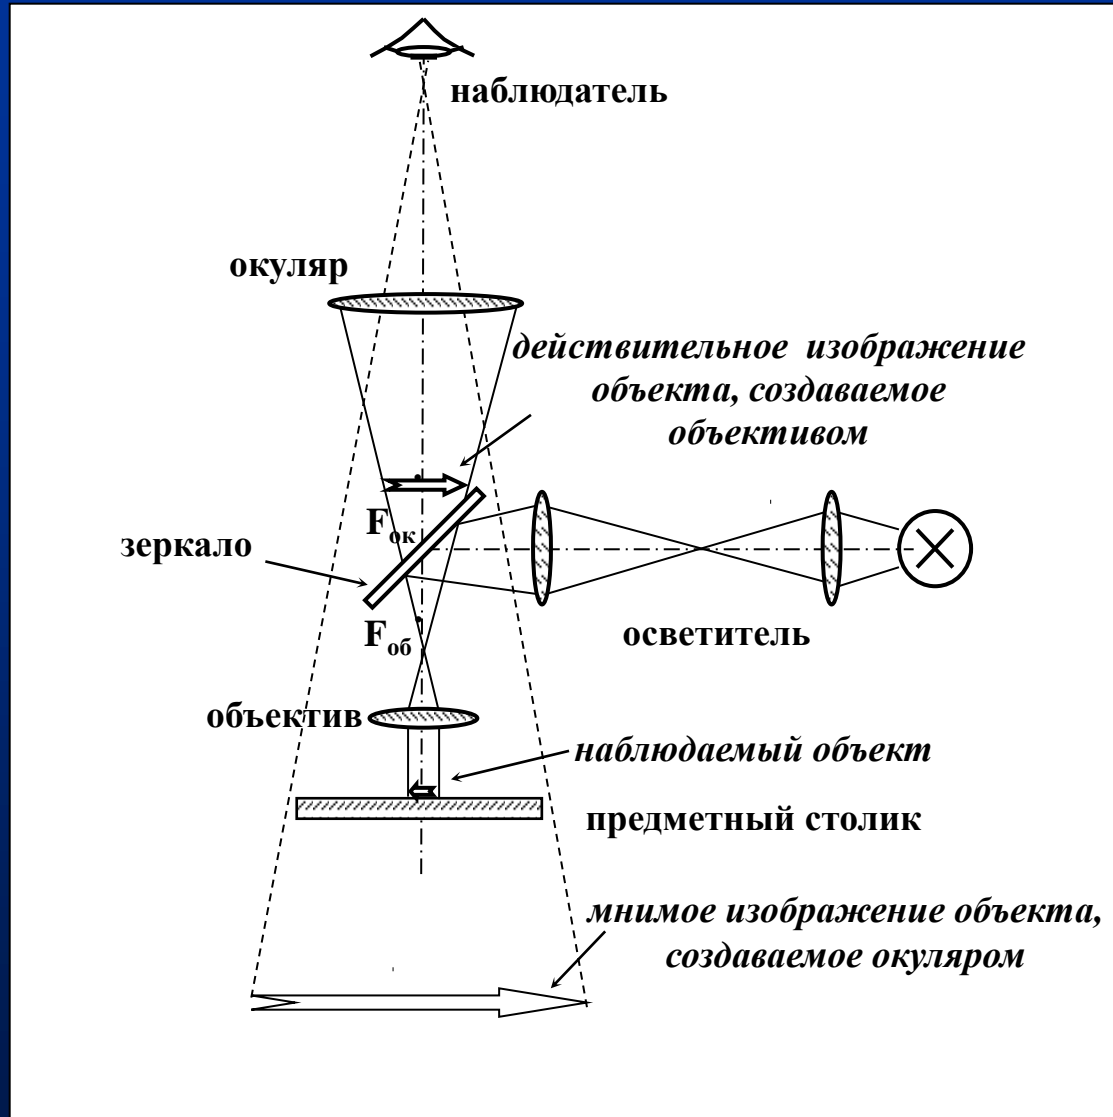 наблюдатель
окуляр
действительное изображение
объекта, создаваемое
объективом
Fок
зеркало
Fоб
осветитель
объектив
наблюдаемый объект
предметный столик
мнимое изображение объекта,
создаваемое окуляром